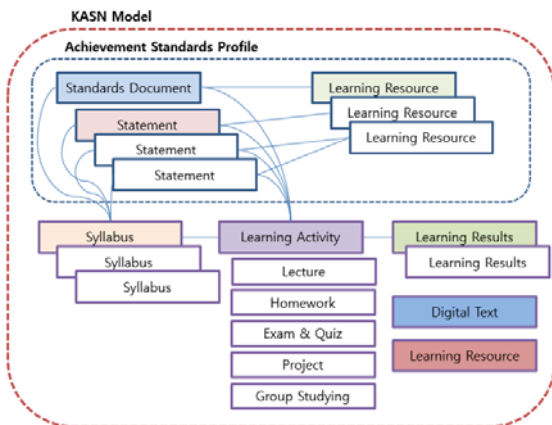 KASN Model
Achievement Standards Profile
Standards Document
Learning Resource
Statement
Learning Resource
Statement
Learning Resource
Statement
Syllabus
Learning Activity
Learning Results
Syllabus
Learning Results
Syllabus
Lecture
Homework
Digital Text
Exam & Quiz
Project
Learning Resource
Group Studying